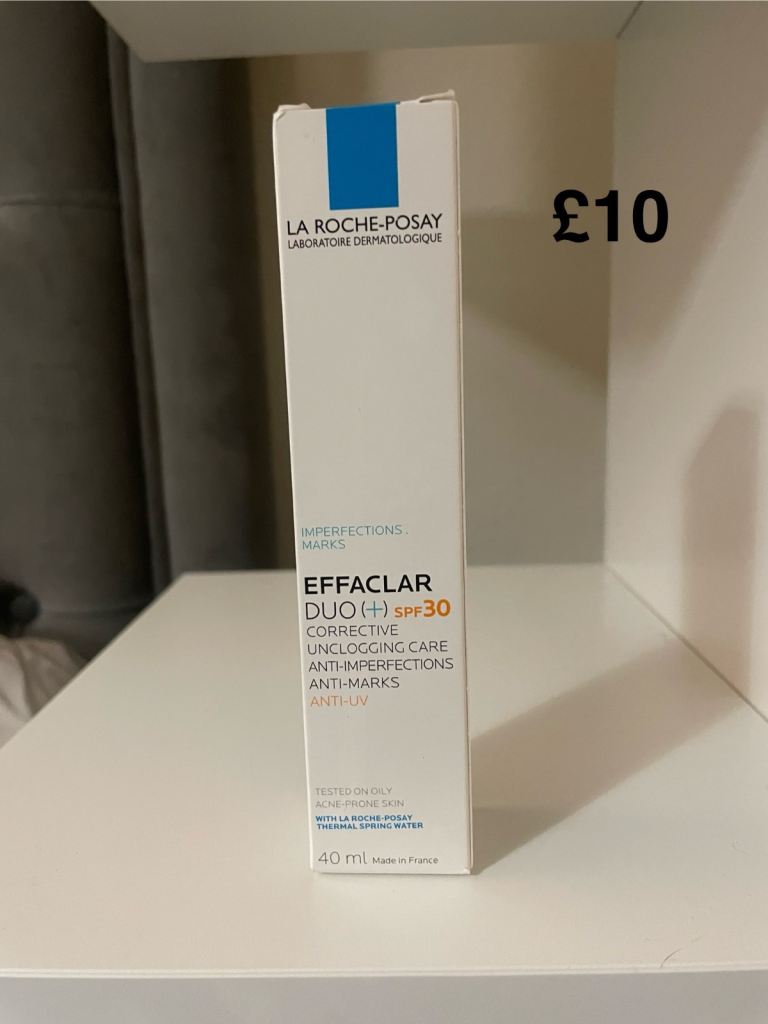 £10
LA ROCHE-POSAY
LABORATOIRE DERMATOLOGIQUE
IMPERFECTIONS .
MARKS
EFFACLAR
DUO (+) SPF30
CORRECTIVE
UNCLOGGING CARE
ANTI-IMPERFECTIONS
ANTI-MARKS
ANTI-UV
TESTED ON OILY
ACNE-PRONE SKIN
WITH LA ROCHE-POSAY
THERMAL SPRING WATER
40 ml Made in France